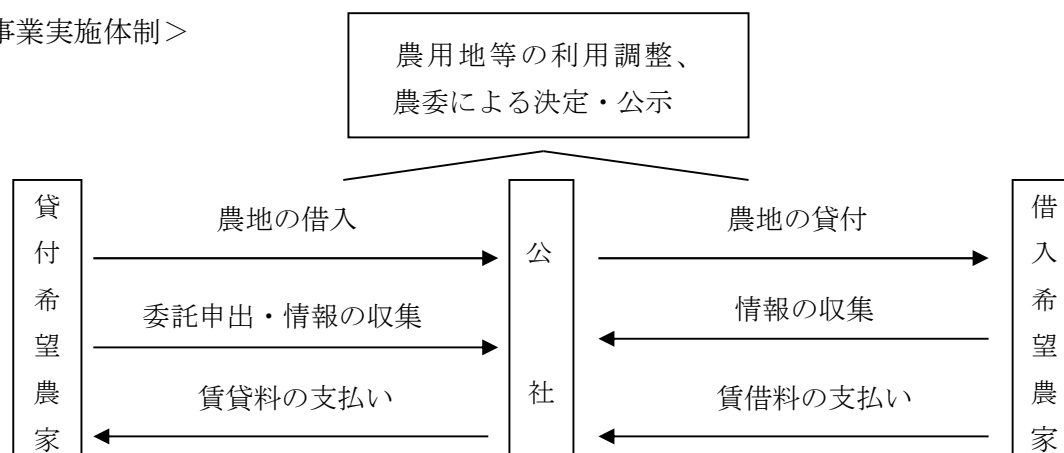 事業実施体制＞
農用地等の利用調整、
農委による決定・公示
貸付希望農家
農地の借入
委託申出・情報の収集
賃貸料の支払い
公社
農地の貸付
情報の収集
賃借料の支払い
借入希望農家